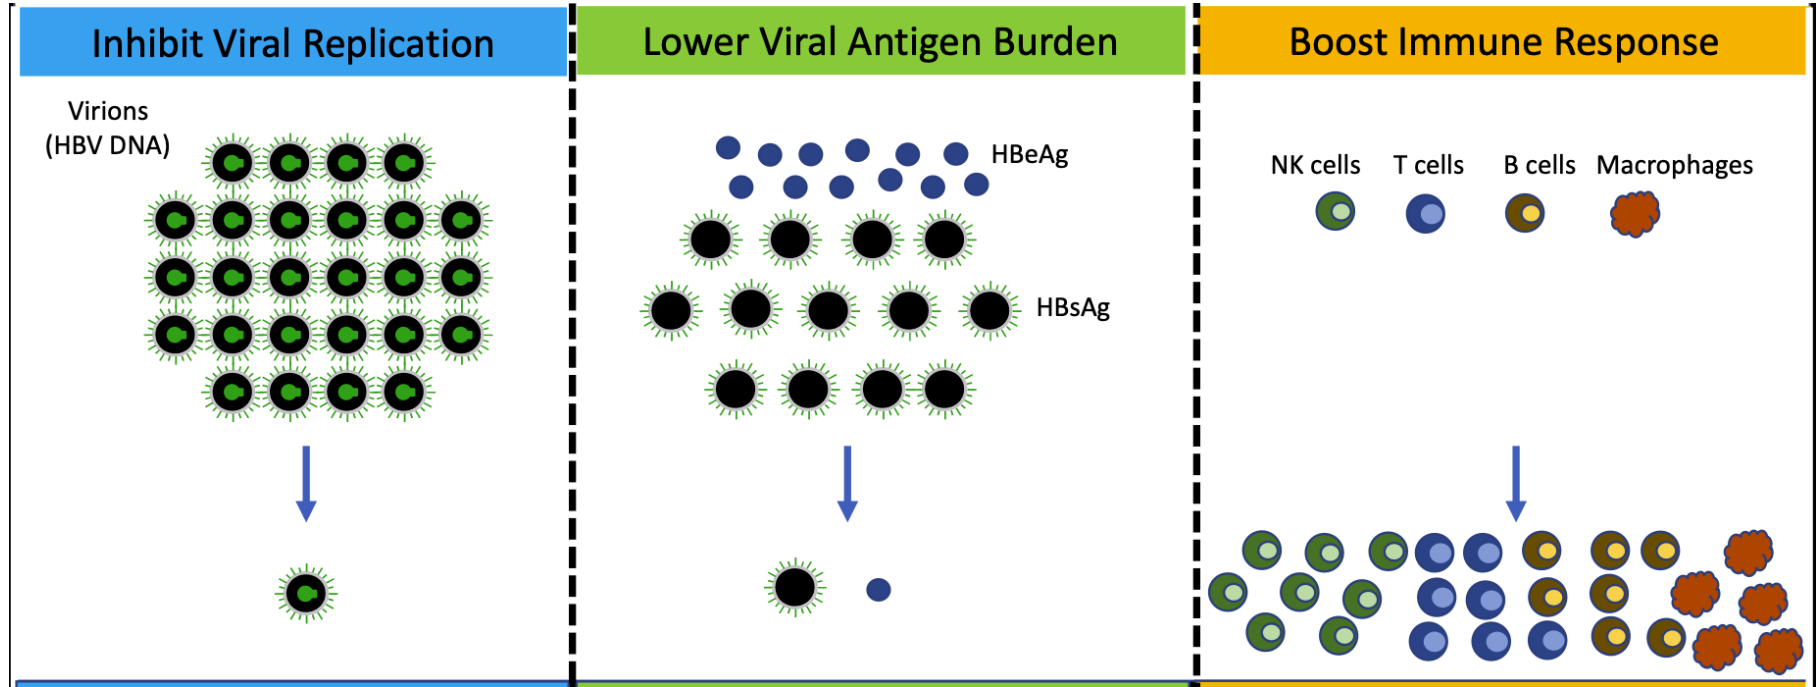 Inhibit Viral Replication
Lower Viral Antigen Burden
Boost Immune Response
Virions
(HBV DNA)
HBeAg
HBsAg
NK cells
T cells
B cells
Macrophages